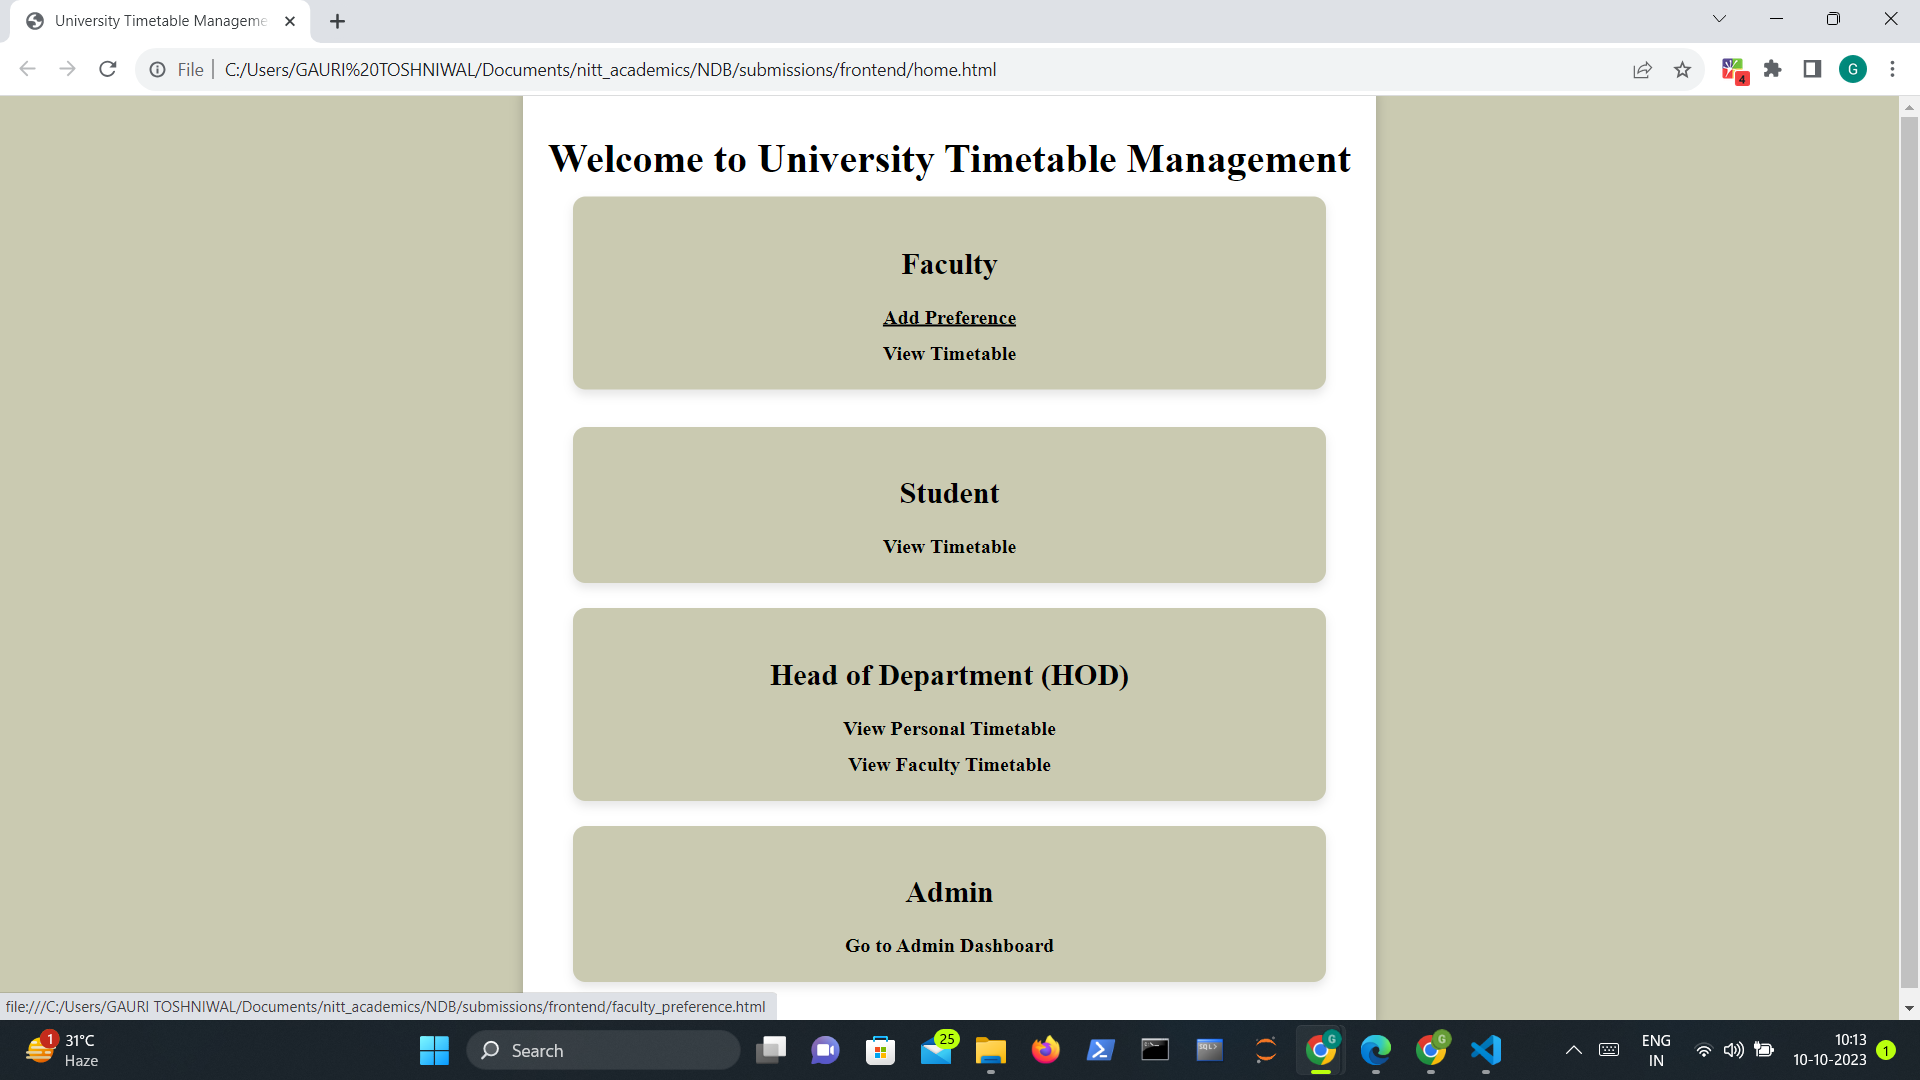 University Timetable Manageme
File
C:/Users/GAURI%20TOSHNIWAL/Documents/nitt_academics/NDB/submissions/frontend/home.html
4
G
Welcome to University Timetable Management
Faculty
Add Preference
View Timetable
Student
View Timetable
Head of Department (HOD)
View Personal Timetable
View Faculty Timetable
Admin
Go to Admin Dashboard
file:///C:/Users/GAURI TOSHNIWAL/Documents/nitt_academics/NDB/submissions/frontend/faculty_preference.html
1
31°C
Haze
Search
25
SQL>
G
G
ENG
IN
10:13
10-10-2023
1